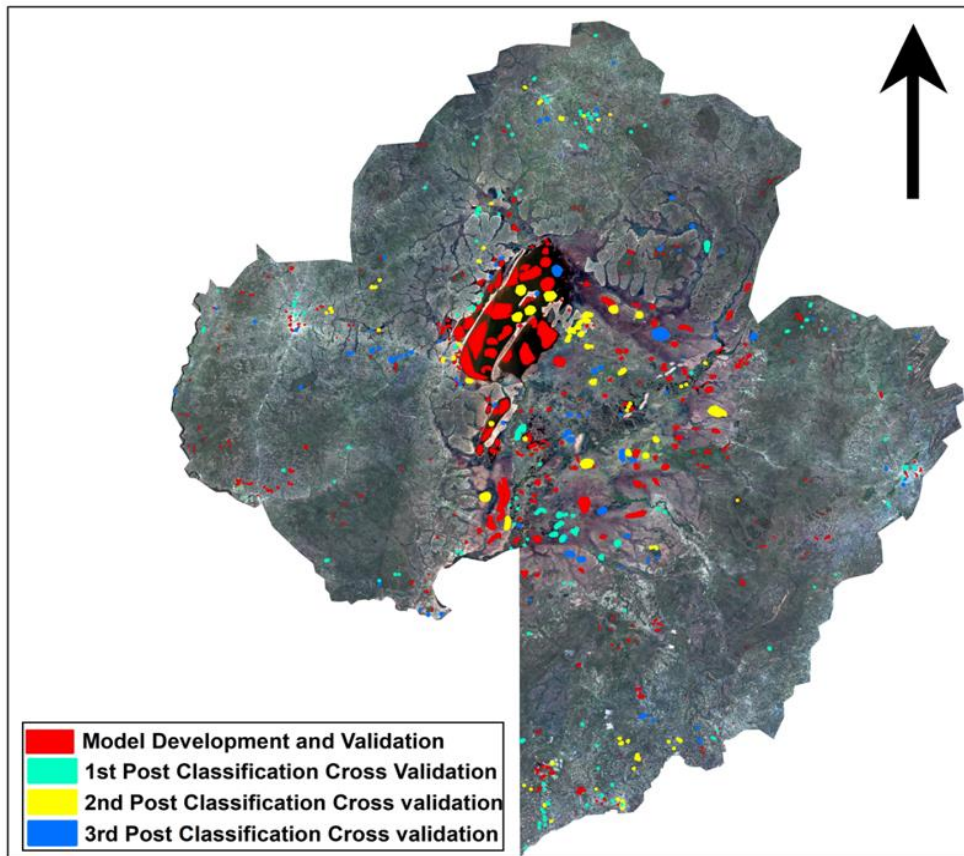 Model Development and Validation
1st Post Classification Cross Validation
2nd Post Classification Cross validation
3rd Post Classification Cross validation